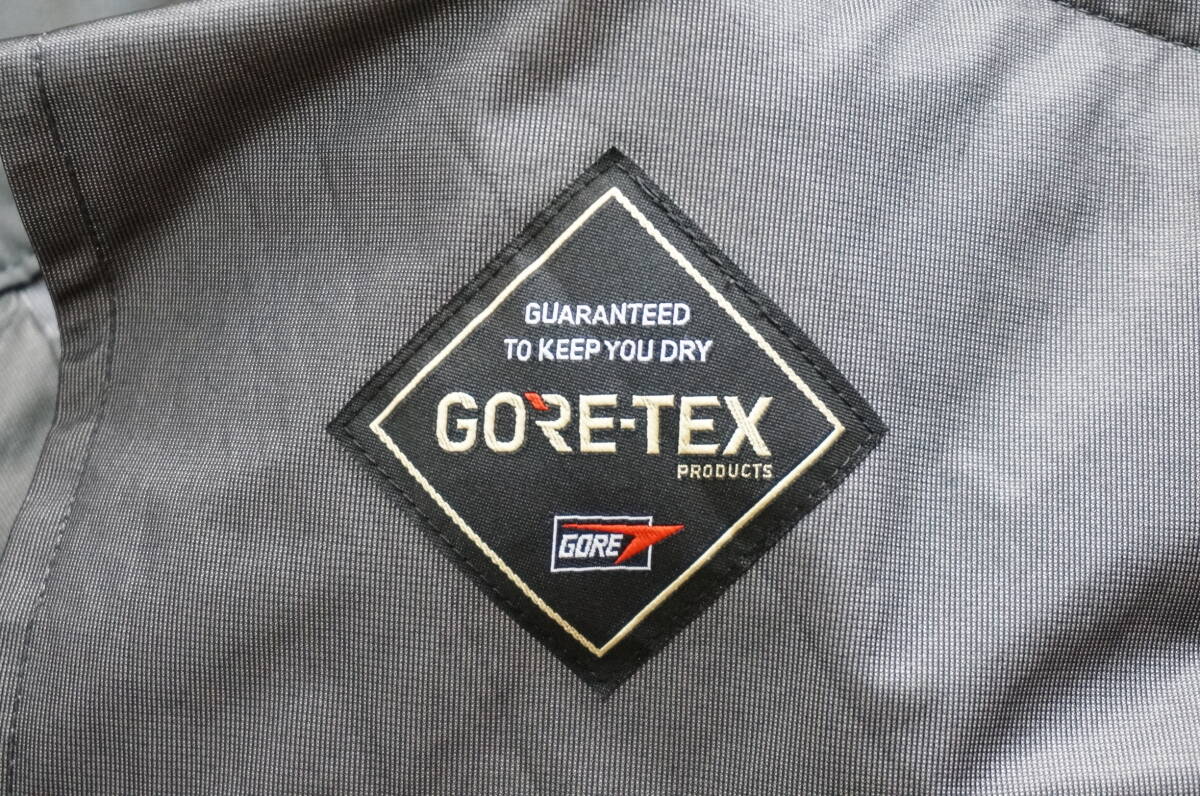 GUARANTEED
TO KEEP YOU DRY
GORE-TEX
PRODUCTS
GORE